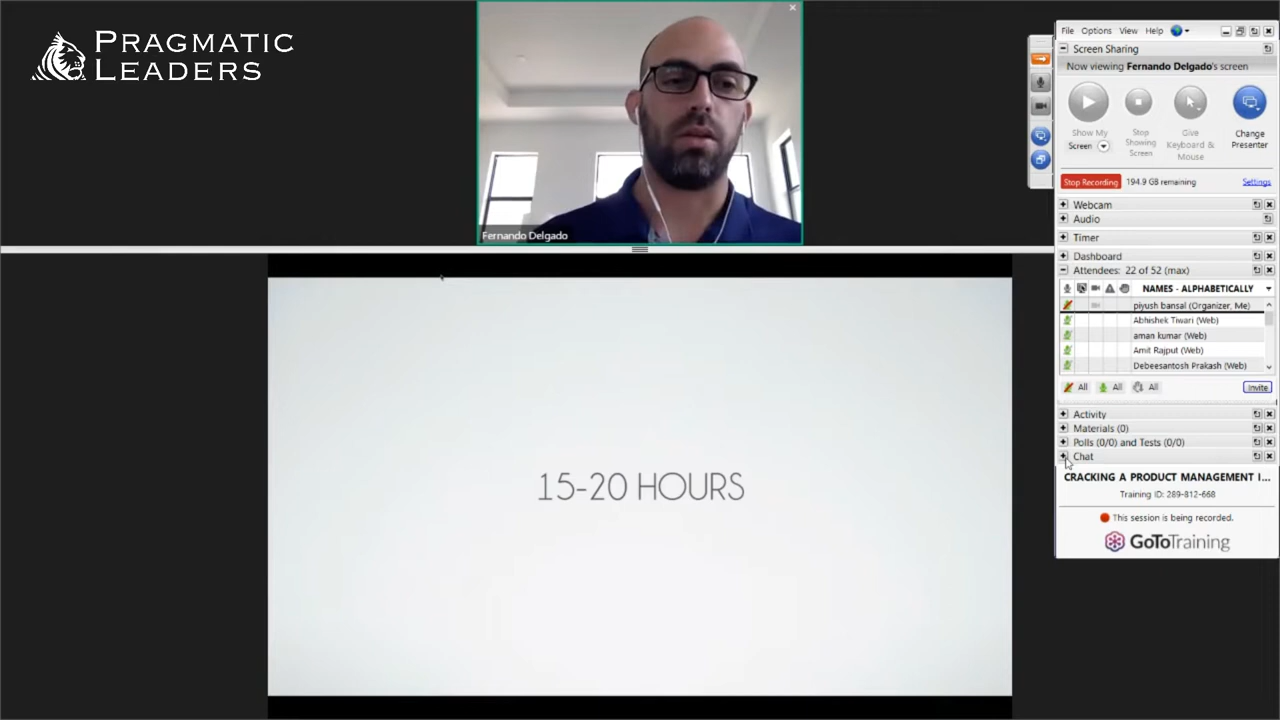 PRAGMATIC
LEADERS
Fernando Delgado
15-20 HOURS
File Options View Help
Screen Sharing
Now viewing Fernando Delgado's screen
Show My
Screen
Stop
Showing
Screen
Give
Keyboard &
Mouse
Change
Presenter
Stop Recording 194.9 GB remaining Settings
Webcam
Audio
Timer
Dashboard
Attendees: 22 of 52 (max)
NAMES - ALPHABETICALLY
piyush bansal (Organizer, Me)
Abhishek Tiwari (Web)
aman kumar (Web)
Amit Rajput (Web)
Debeesantosh Prakash (Web)
All All All Invite
Activity
Materials (0)
Polls (0/0) and Tests (0/0)
Chat
CRACKING A PRODUCT MANAGEMENT I...
Training ID: 289-812-668
This session is being recorded.
GoToTraining